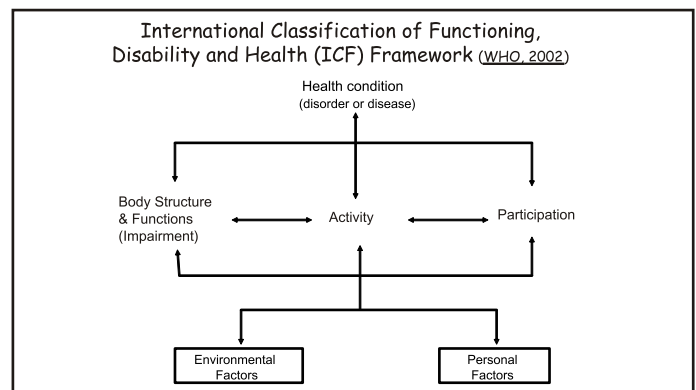 International Classification of Functioning,
Disability and Health (ICF) Framework (WHO, 2002)
Health condition
(disorder or disease)
Body Structure
& Functions
(Impairment)
Activity
Participation
Environmental
Factors
Personal
Factors